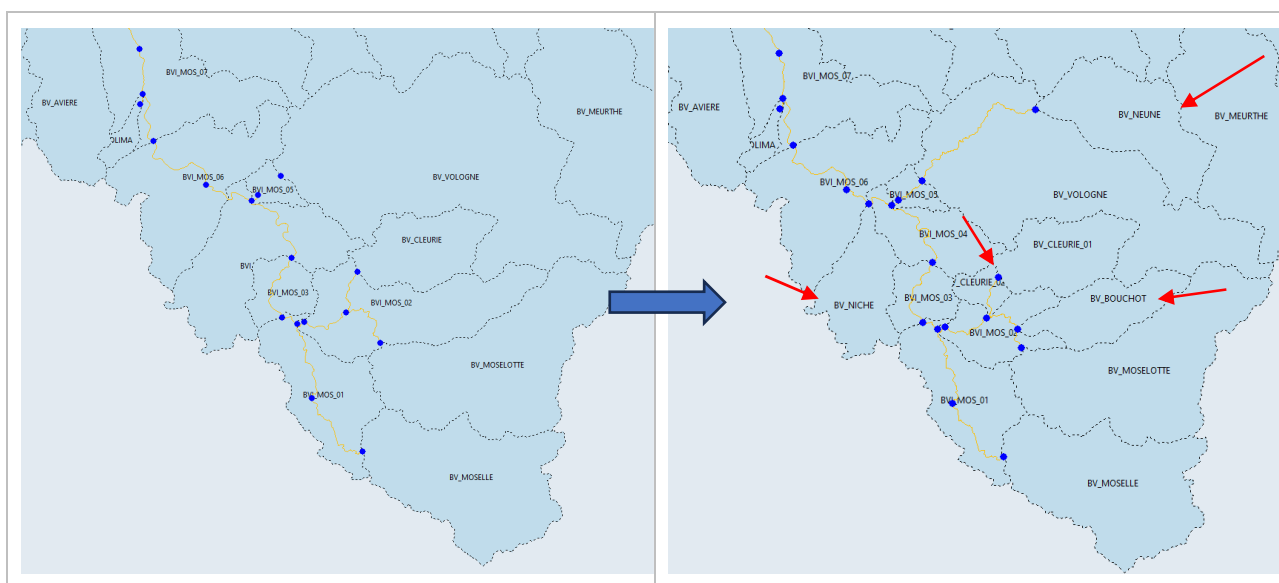 BVI_MOS_07
BV_AVIERE
BV_MEURTHE
OLIMA
BVI_MOS_06
BV_VOLOGNE
BVI_MOS_05
BV_CLEURIE
BVI
BVI_MOS_03
BVI_MOS_02
BV_MOSELOTTE
BVI_MOS_01
BV_MOSELLE
BVI_MOS_07
BV_AVIERE
BV_NEUNE
BV_MEURTHE
OLIMA
BVI_MOS_06
BVI_MOS_05
BV_VOLOGNE
BVI_MOS_04
BV_CLEURIE_01
_CLEURIE_0
BV_NICHE
BVI_MOS_03
BV_BOUCHOT
BVI_MOS_02
BV_MOSELOTTE
BVI_MOS_01
BV_MOSELLE